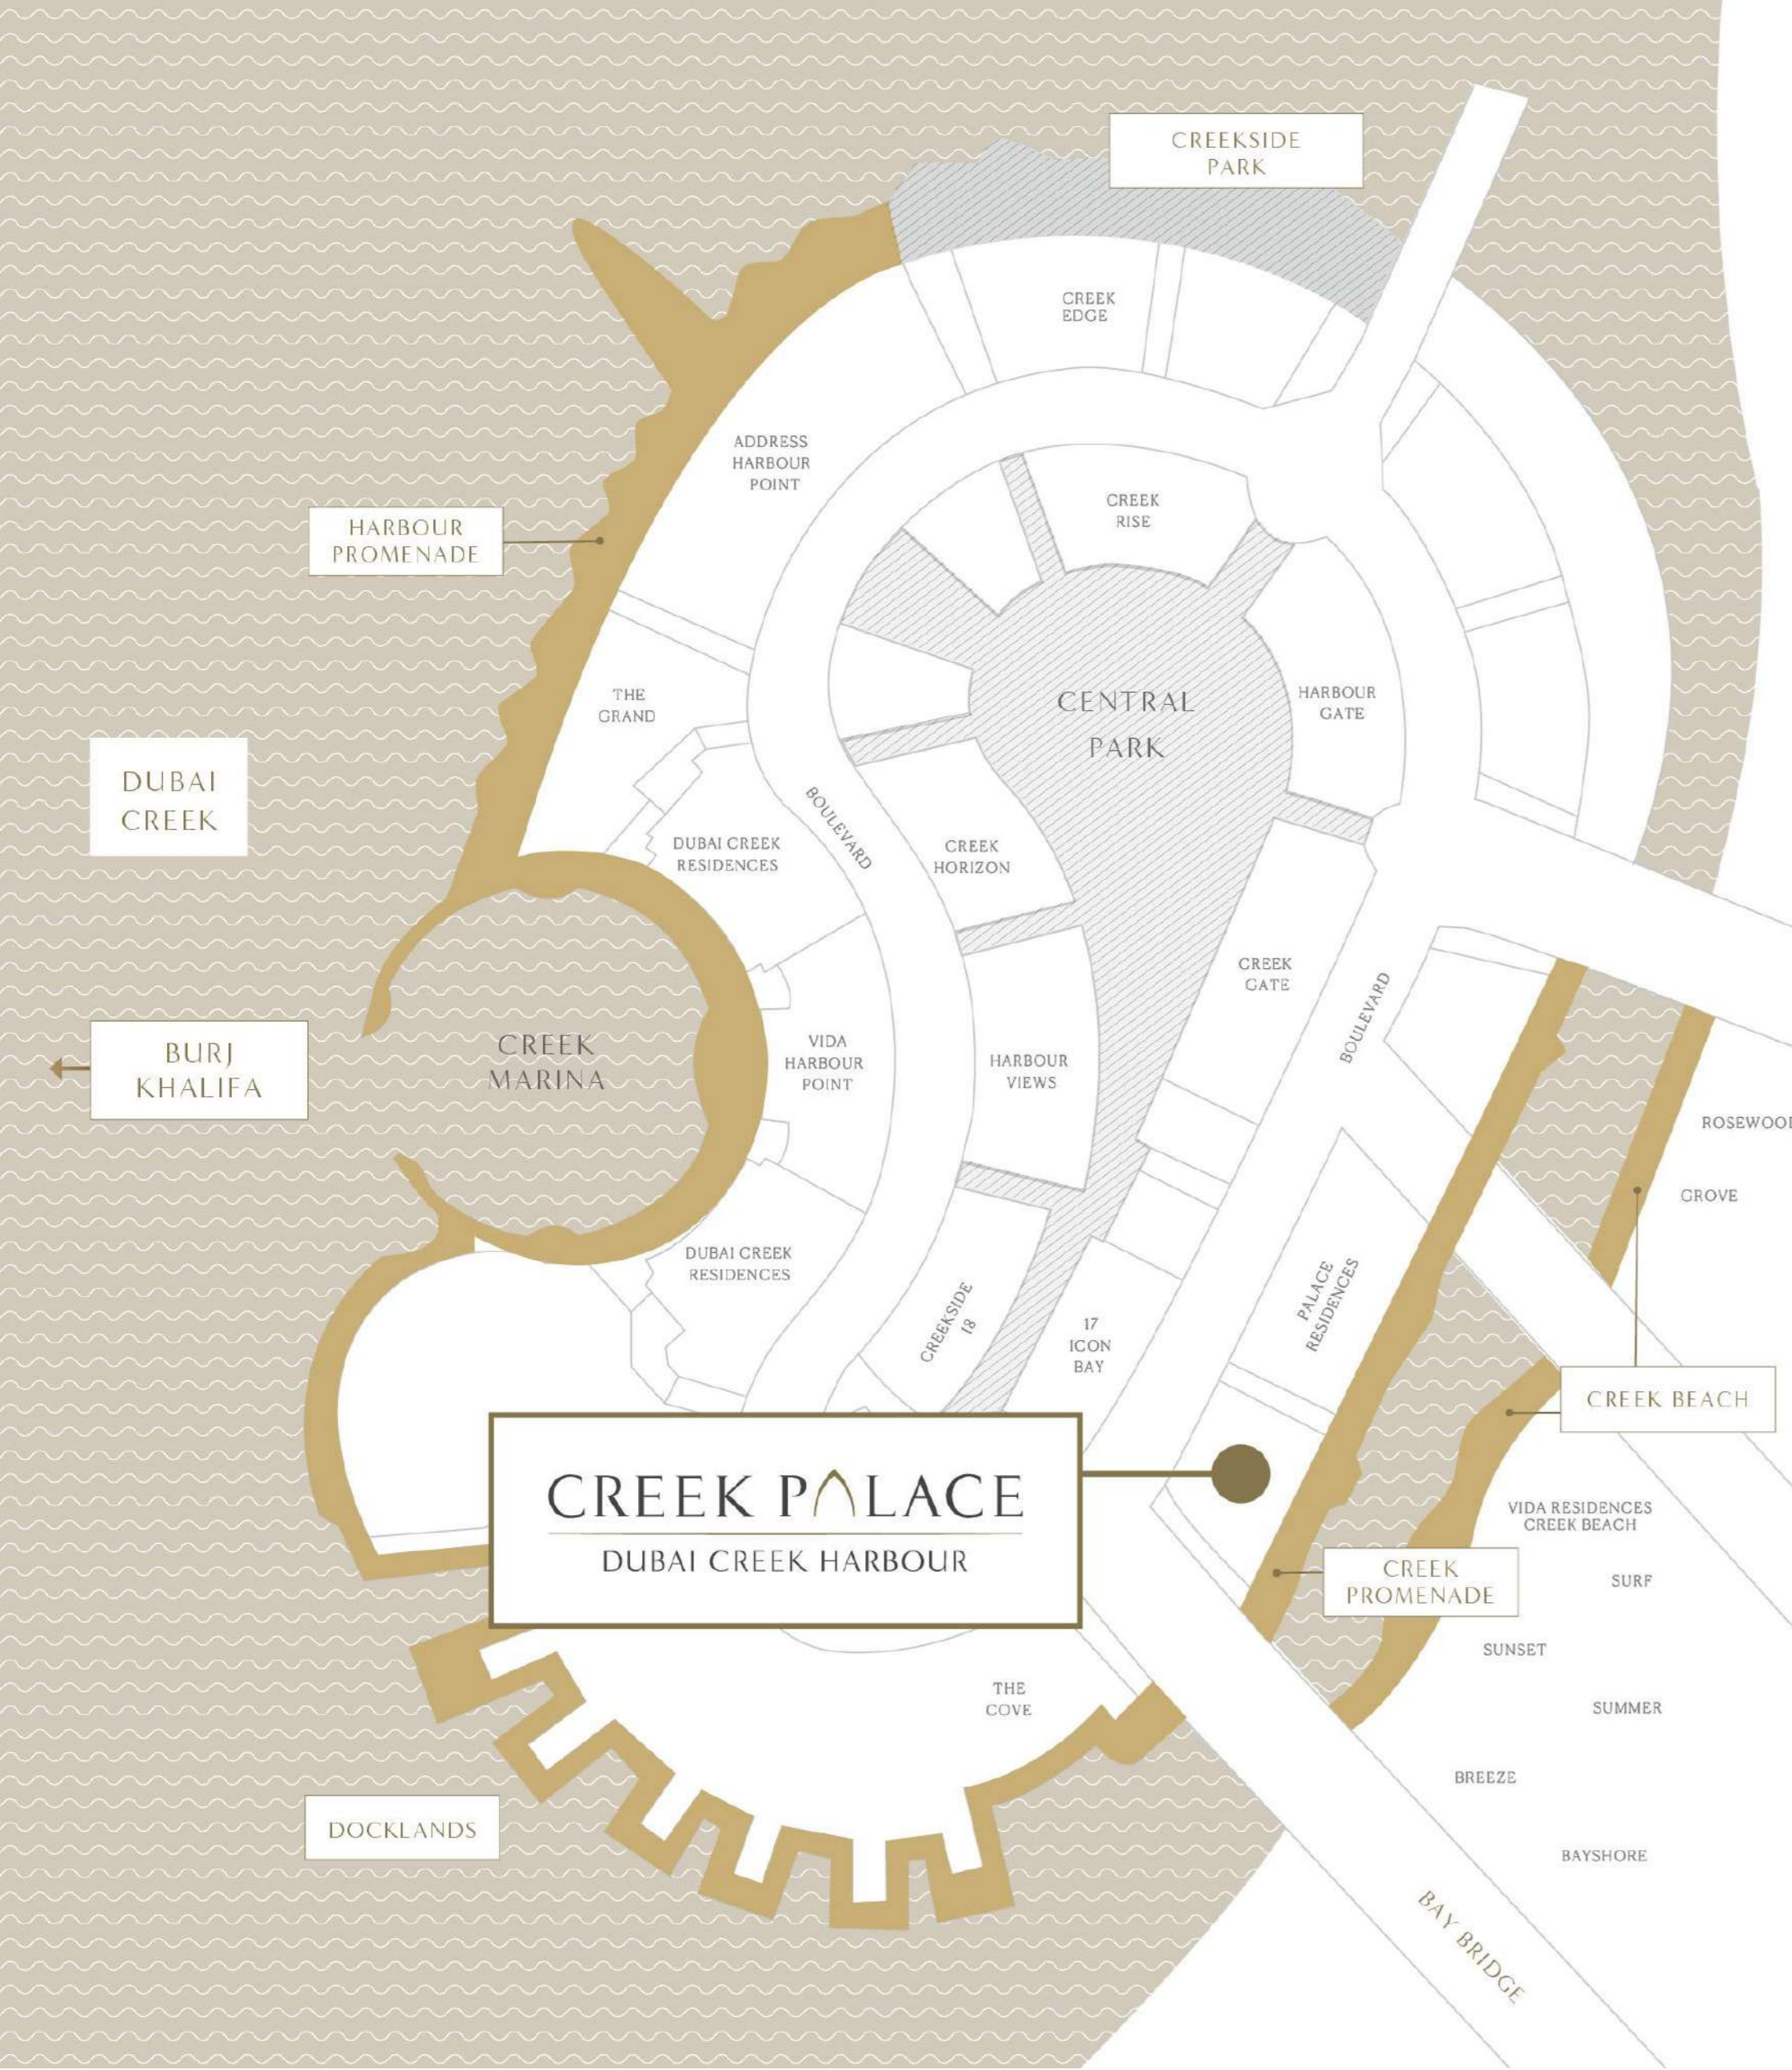 CREEKSIDE
PARK
CREEK
EDGE
ADDRESS
HARBOUR
POINT
CREEK
RISE
HARBOUR
PROMENADE
CENTRAL
PARK
HARBOUR
GATE
THE
GRAND
DUBAI
CREEK
BOULEVARD
DUBAI CREEK
RESIDENCES
CREEK
HORIZON
CREEK
GATE
BOULEVARD
BURJ
KHALIFA
CREEK
MARINA
VIDA
HARBOUR
POINT
HARBOUR
VIEWS
ROSEWOO
GROVE
DUBAI CREEK
RESIDENCES
CREEKSIDE
18
17
ICON
BAY
PALACE
RESIDENCES
CREEK BEACH
CREEK PALACE
DUBAI CREEK HARBOUR
VIDA RESIDENCES
CREEK BEACH
CREEK
PROMENADE
SURF
SUNSET
THE
COVE
SUMMER
BREEZE
DOCKLANDS
BAYSHORE
BAY BRIDGE